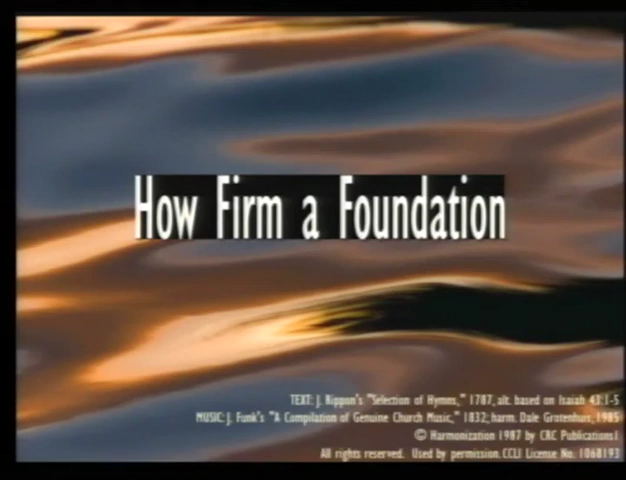 How Firm a Foundation
TEXT: J. Rippon's "Selection of Hymns," 1787, alt. based on Isaiah 43:1-5
MUSIC: J. Funk's "A Compilation of Genuine Church Music," 1832; harm. Dale Grotenhuis, 1985
© Harmonization 1987 by CRC Publications1
All rights reserved. Used by permission. CCLI License No. 1068193